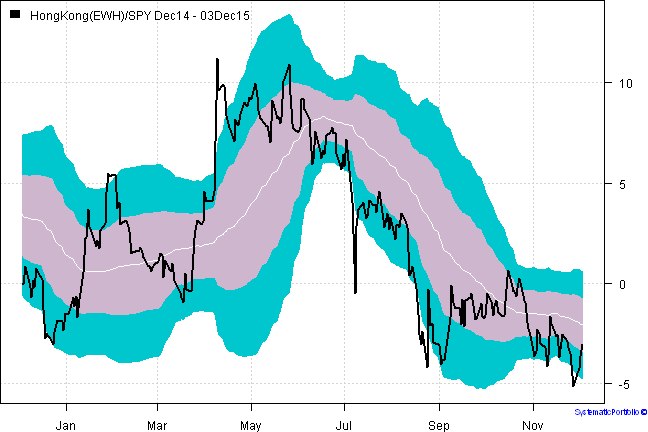 HongKong(EWH)/SPY Dec14 - 03Dec15
10
5
0
-5
Jan Mar May Jul Sep Nov
SystematicPortfolio ©